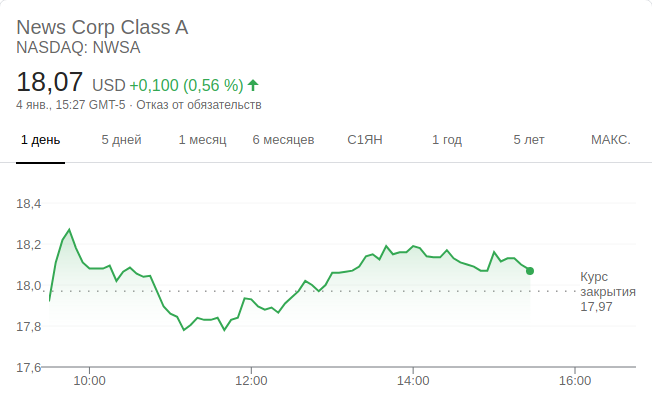 News Corp Class A
NASDAQ: NWSA
18,07 USD +0,100 (0,56 %)
4 янв., 15:27 GMT-5 · Отказ от обязательств
1 день 5 дней 1 месяц 6 месяцев С1ЯН 1 год 5 лет МАКС.
18,4
18,2
18,0
17,8
17,6
Курс
закрытия
17,97
10:00 12:00 14:00 16:00